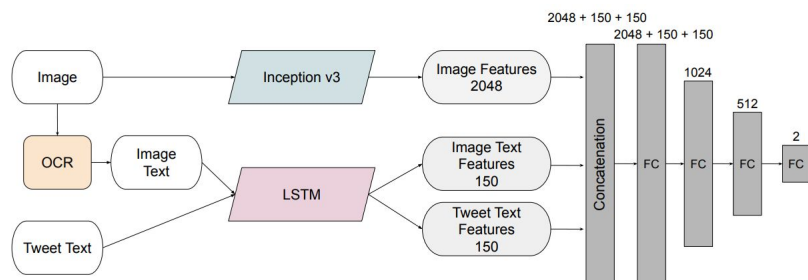 2048 + 150 + 150
2048 + 150 + 150
Image
Inception v3
Image Features
2048
1024
512
2
OCR
Image
Text
LSTM
Image Text
Features
150
Tweet Text
Features
150
Tweet Text
Concatenation
FC
FC
FC
FC